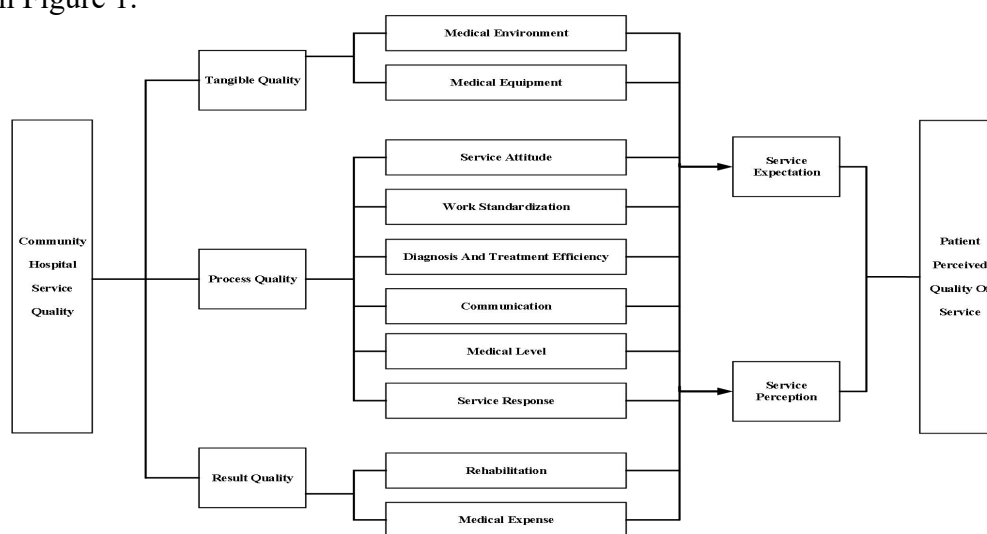 Figure 1.
Medical Environment
Tangible Quality
Medical Equipment
Service Attitude
Service
Expectation
Work Standardization
Community
Hospital
Service
Quality
Process Quality
Diagnosis And Treatment Efficiency
Patient
Perceived
Quality Of
Service
Communication
Medical Level
Service Response
Service
Perception
Result Quality
Rehabilitation
Medical Expense